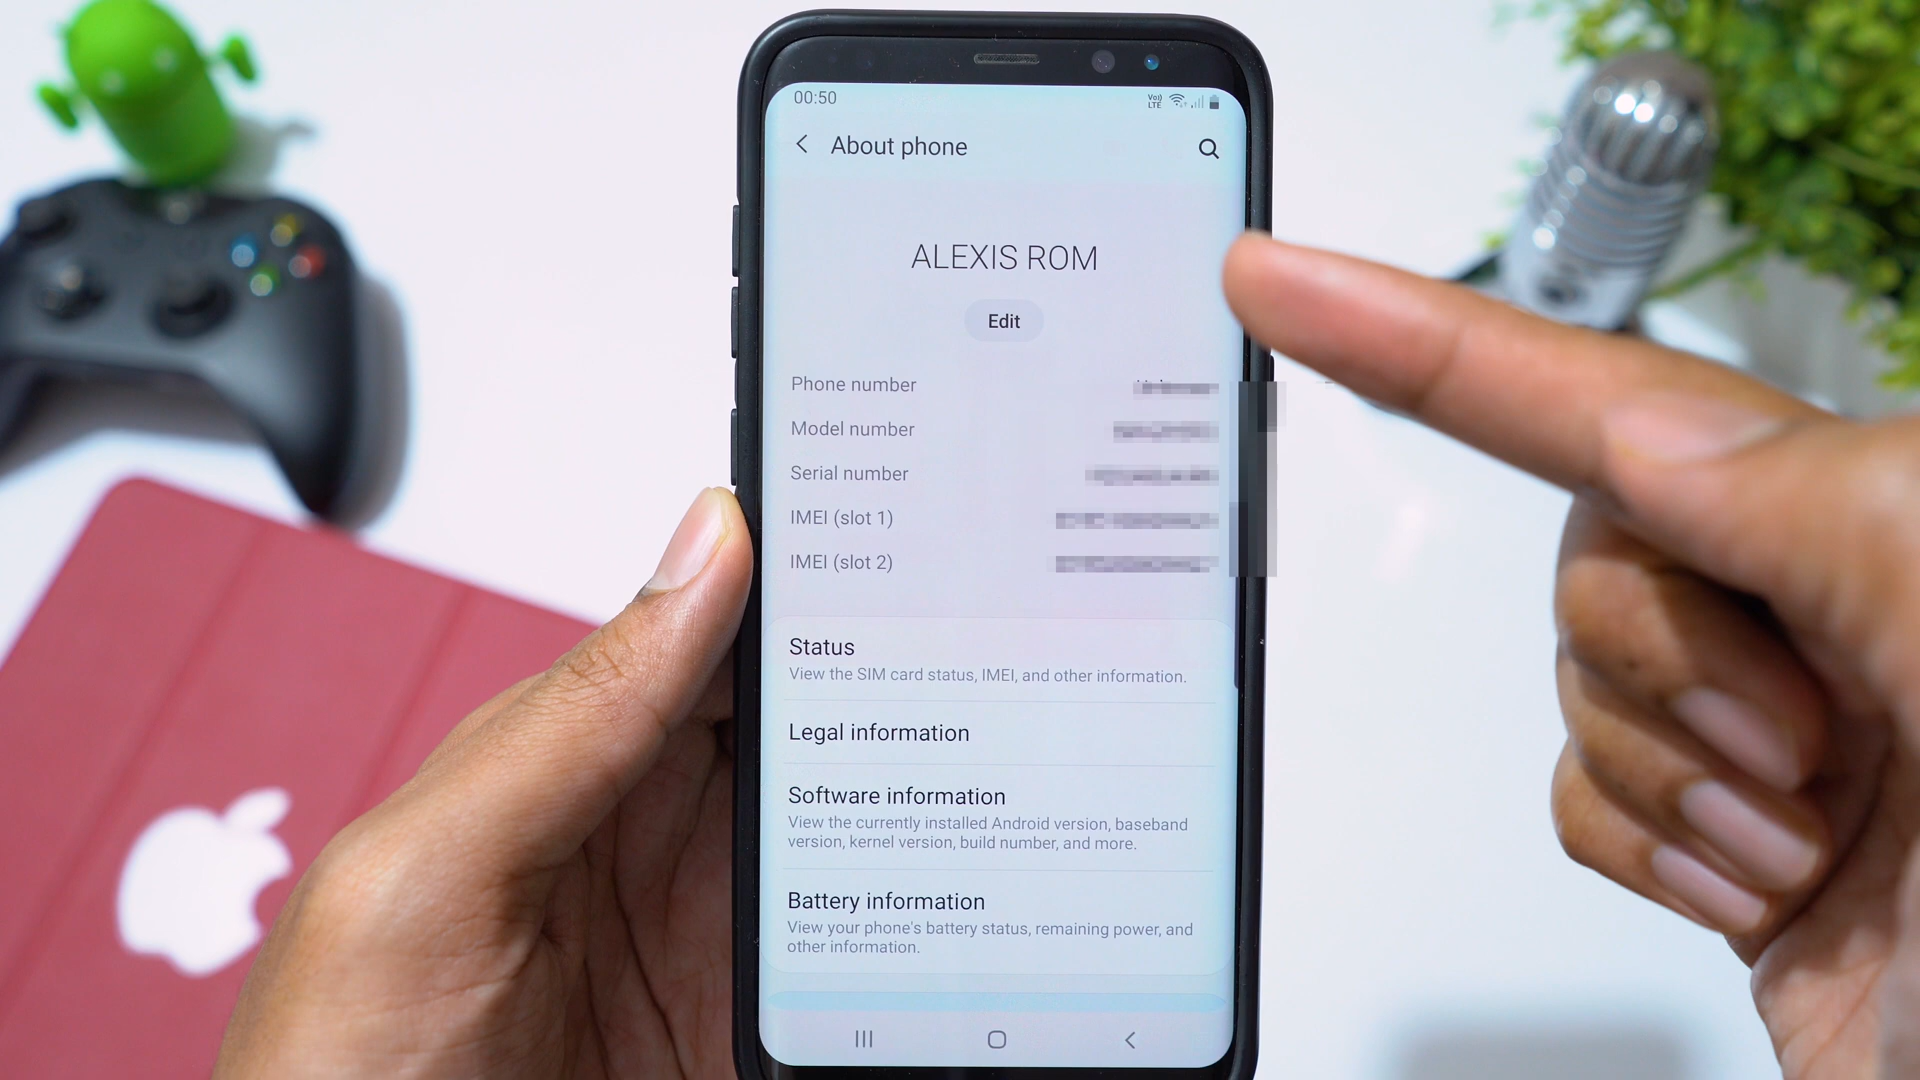 00:50
Vo) LTE
About phone
ALEXIS ROM
Edit
Phone number
Model number
Serial number
IMEI (slot 1)
IMEI (slot 2)
Status
View the SIM card status, IMEI, and other information.
Legal information
Software information
View the currently installed Android version, baseband
version, kernel version, build number, and more.
Battery information
View your phone's battery status, remaining power, and
other information.